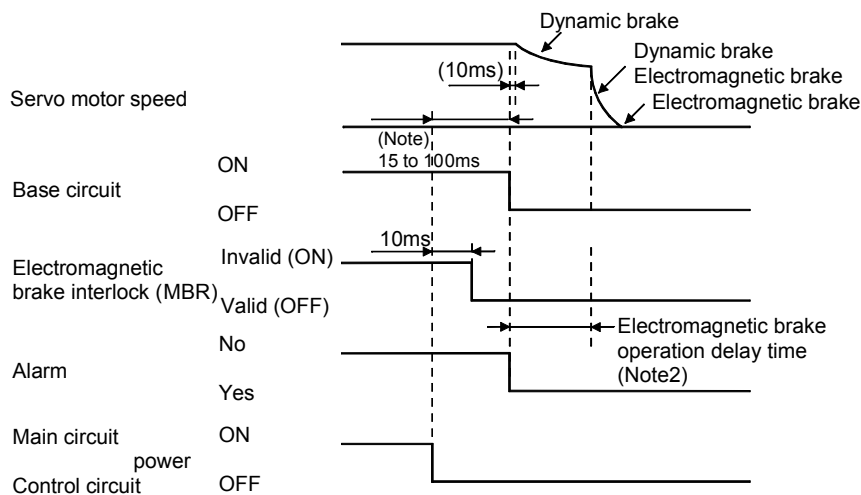 Dynamic brake
Dynamic brake
Electromagnetic brake
Electromagnetic brake
(10ms)
Servo motor speed
(Note)
15 to 100ms
Base circuit
ON
OFF
10ms
Electromagnetic
brake interlock (MBR)
Invalid (ON)
Valid (OFF)
Electromagnetic brake
operation delay time
(Note2)
Alarm
No
Yes
Main circuit
power
Control circuit
ON
OFF